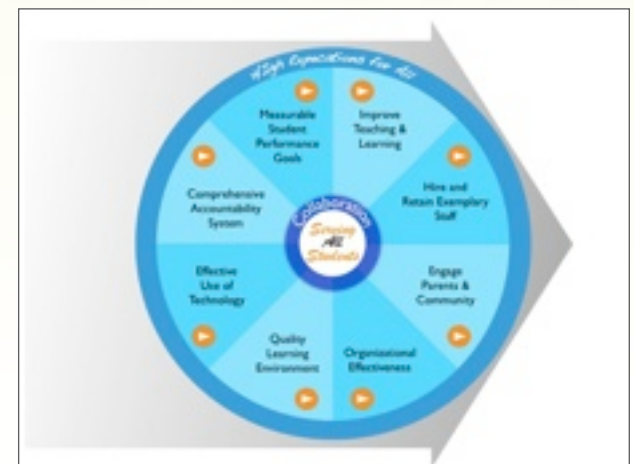 High Expectations For All
Measurable
Student
Performance
Goals
Improve
Teaching &
Learning
Hire and
Retain Exemplary
Staff
Engage
Parents &
Community
Organizational
Effectiveness
Quality
Learning
Environment
Effective
Use of
Technology
Comprehensive
Accountability
System
Collaboration
Serving
All
Students